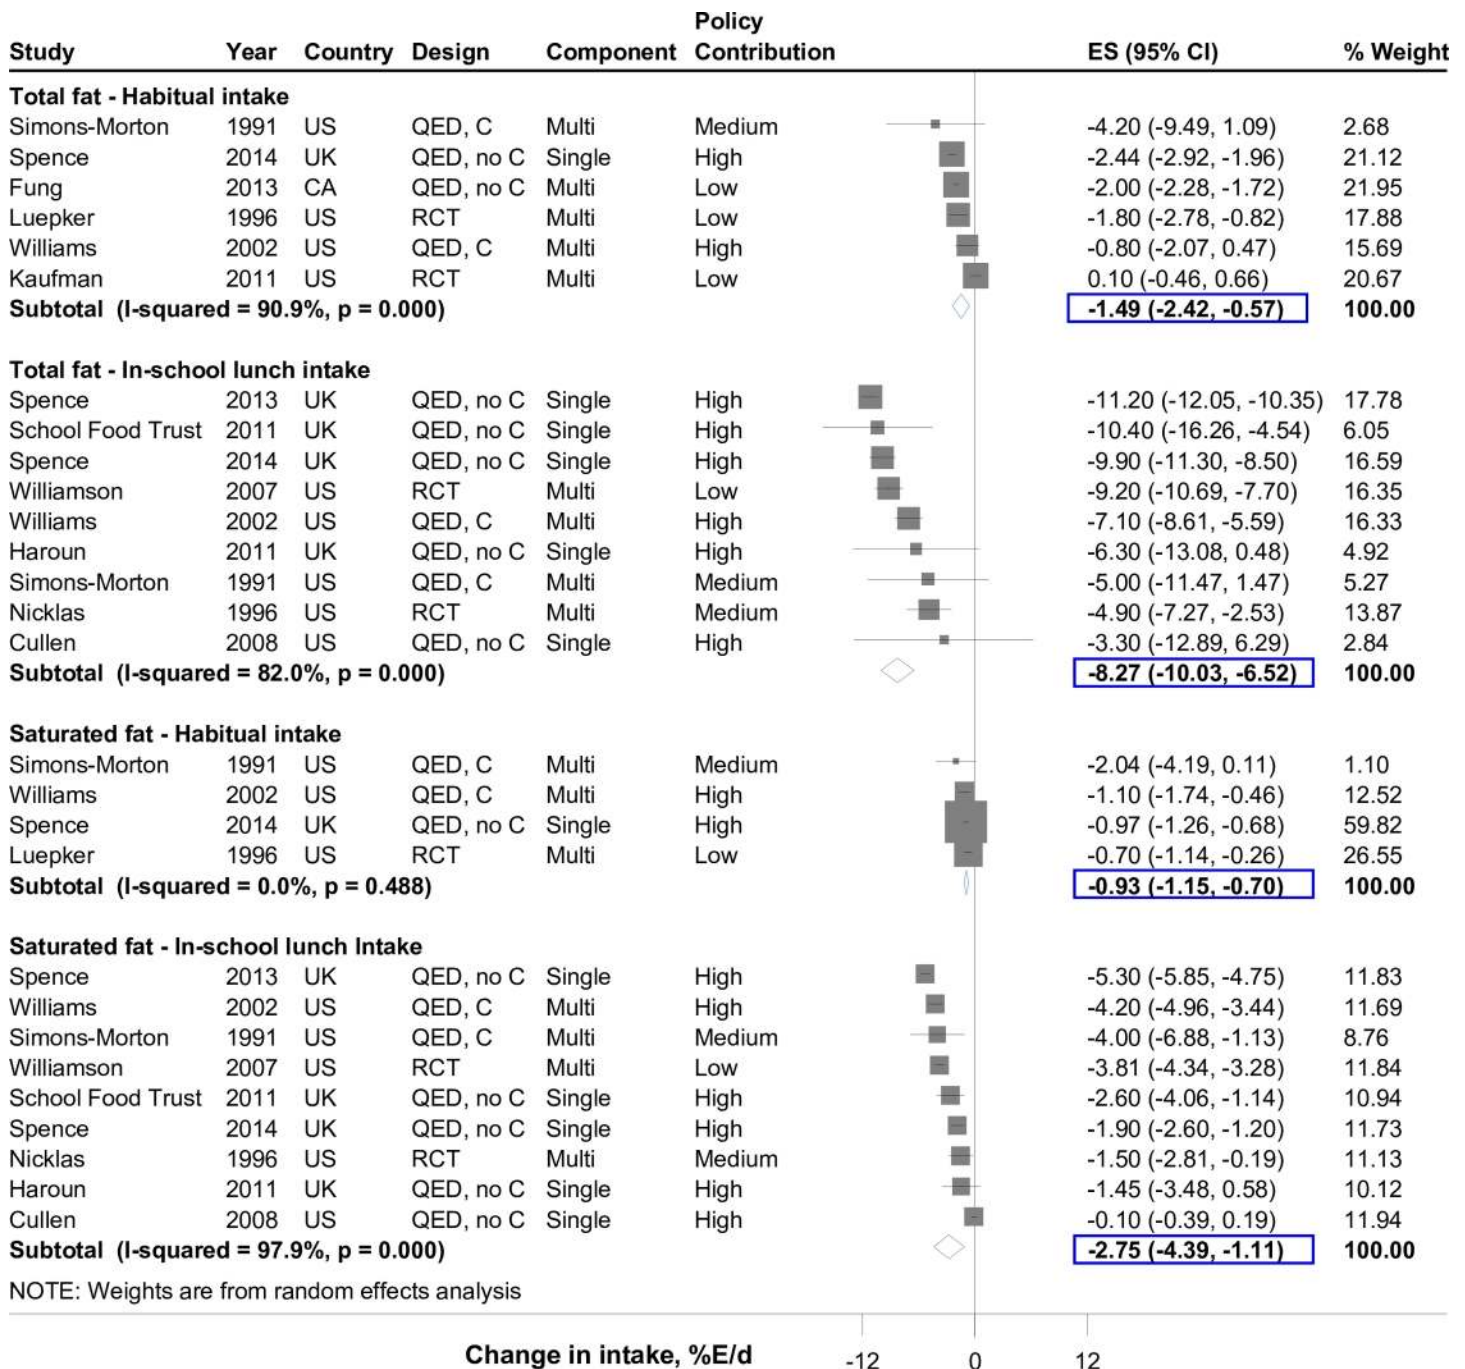 Policy
Study Year Country Design Component Contribution ES (95% CI) % Weight
Total fat - Habitual intake
Simons-Morton 1991 US QED, C Multi Medium -4.20 (-9.49, 1.09) 2.68
Spence 2014 UK QED, no C Single High -2.44 (-2.92, -1.96) 21.12
Fung 2013 CA QED, no C Multi Low -2.00 (-2.28, -1.72) 21.95
Luepker 1996 US RCT Multi Low -1.80 (-2.78, -0.82) 17.88
Williams 2002 US QED, C Multi High -0.80 (-2.07, 0.47) 15.69
Kaufman 2011 US RCT Multi Low 0.10 (-0.46, 0.66) 20.67
Subtotal (I-squared = 90.9%, p = 0.000) -1.49 (-2.42, -0.57) 100.00
Total fat - In-school lunch intake
Spence 2013 UK QED, no C Single High -11.20 (-12.05, -10.35) 17.78
School Food Trust 2011 UK QED, no C Single High -10.40 (-16.26, -4.54) 6.05
Spence 2014 UK QED, no C Single High -9.90 (-11.30, -8.50) 16.59
Williamson 2007 US RCT Multi Low -9.20 (-10.69, -7.70) 16.35
Williams 2002 US QED, C Multi High -7.10 (-8.61, -5.59) 16.33
Haroun 2011 UK QED, no C Single High -6.30 (-13.08, 0.48) 4.92
Simons-Morton 1991 US QED, C Multi Medium -5.00 (-11.47, 1.47) 5.27
Nicklas 1996 US RCT Multi Medium -4.90 (-7.27, -2.53) 13.87
Cullen 2008 US QED, no C Single High -3.30 (-12.89, 6.29) 2.84
Subtotal (I-squared = 82.0%, p = 0.000) -8.27 (-10.03, -6.52) 100.00
Saturated fat - Habitual intake
Simons-Morton 1991 US QED, C Multi Medium -2.04 (-4.19, 0.11) 1.10
Williams 2002 US QED, C Multi High -1.10 (-1.74, -0.46) 12.52
Spence 2014 UK QED, no C Single High -0.97 (-1.26, -0.68) 59.82
Luepker 1996 US RCT Multi Low -0.70 (-1.14, -0.26) 26.55
Subtotal (I-squared = 0.0%, p = 0.488) -0.93 (-1.15, -0.70) 100.00
Saturated fat - In-school lunch Intake
Spence 2013 UK QED, no C Single High -5.30 (-5.85, -4.75) 11.83
Williams 2002 US QED, C Multi High -4.20 (-4.96, -3.44) 11.69
Simons-Morton 1991 US QED, C Multi Medium -4.00 (-6.88, -1.13) 8.76
Williamson 2007 US RCT Multi Low -3.81 (-4.34, -3.28) 11.84
School Food Trust 2011 UK QED, no C Single High -2.60 (-4.06, -1.14) 10.94
Spence 2014 UK QED, no C Single High -1.90 (-2.60, -1.20) 11.73
Nicklas 1996 US RCT Multi Medium -1.50 (-2.81, -0.19) 11.13
Haroun 2011 UK QED, no C Single High -1.45 (-3.48, 0.58) 10.12
Cullen 2008 US QED, no C Single High -0.10 (-0.39, 0.19) 11.94
Subtotal (I-squared = 97.9%, p = 0.000) -2.75 (-4.39, -1.11) 100.00
NOTE: Weights are from random effects analysis
Change in intake, %E/d -12 0 12